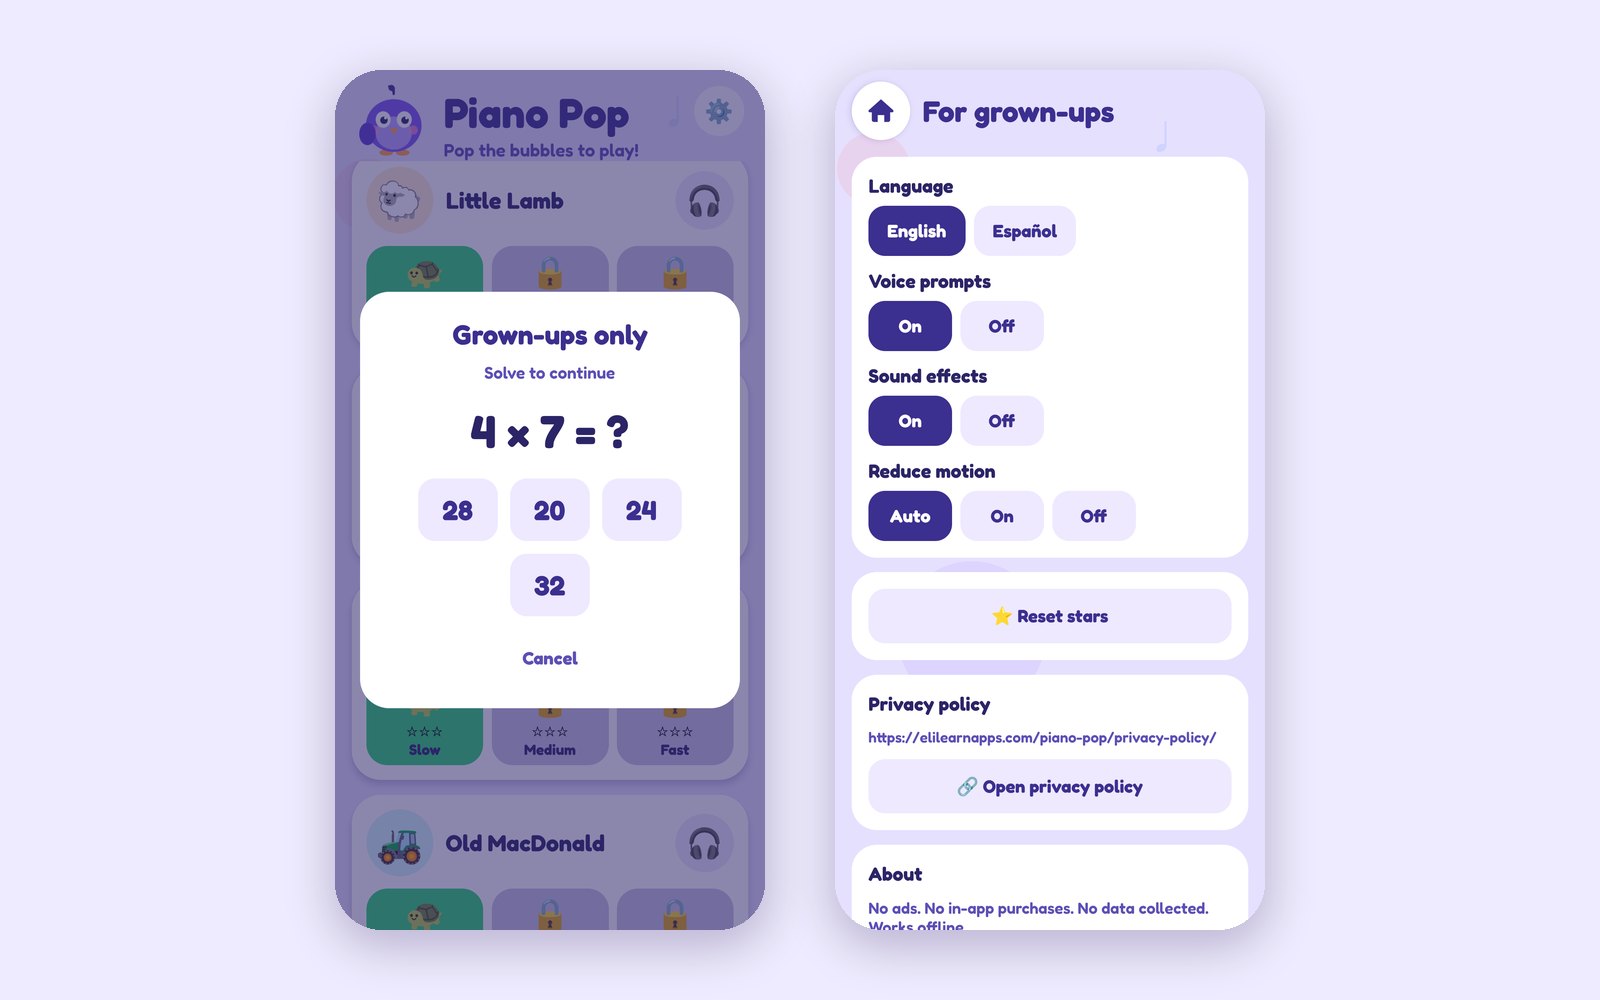 Piano Pop
Pop the bubbles to play!
Little Lamb
Grown-ups only
Solve to continue
4 × 7 = ?
28
20
24
32
Cancel
Slow
Medium
Fast
Old MacDonald
For grown-ups
Language
English
Español
Voice prompts
On
Off
Sound effects
On
Off
Reduce motion
Auto
On
Off
Reset stars
Privacy policy
https://elilearnapps.com/piano-pop/privacy-policy/
Open privacy policy
About
No ads. No in-app purchases. No data collected.
Works offline